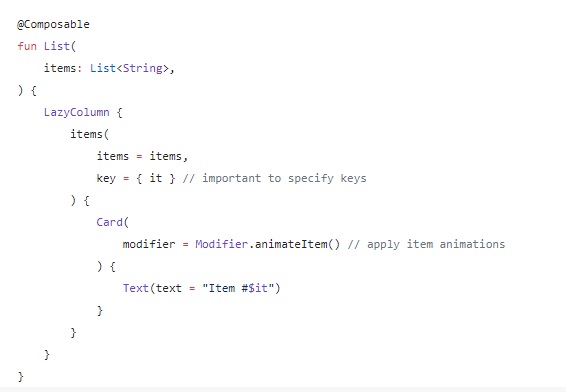 @Composable
fun List(
    items: List<String>,
) {
    LazyColumn {
        items(
            items = items,
            key = { it } // important to specify keys
        ) {
            Card(
                modifier = Modifier.animateItem() // apply item animations
            ) {
                Text(text = "Item #$it")
            }
        }
    }
}